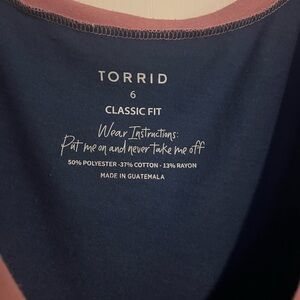 TORRID
6
CLASSIC FIT
Wear Instructions:
Put me on and never take me off
50% POLYESTER -37% COTTON - 13% RAYON
MADE IN GUATEMALA